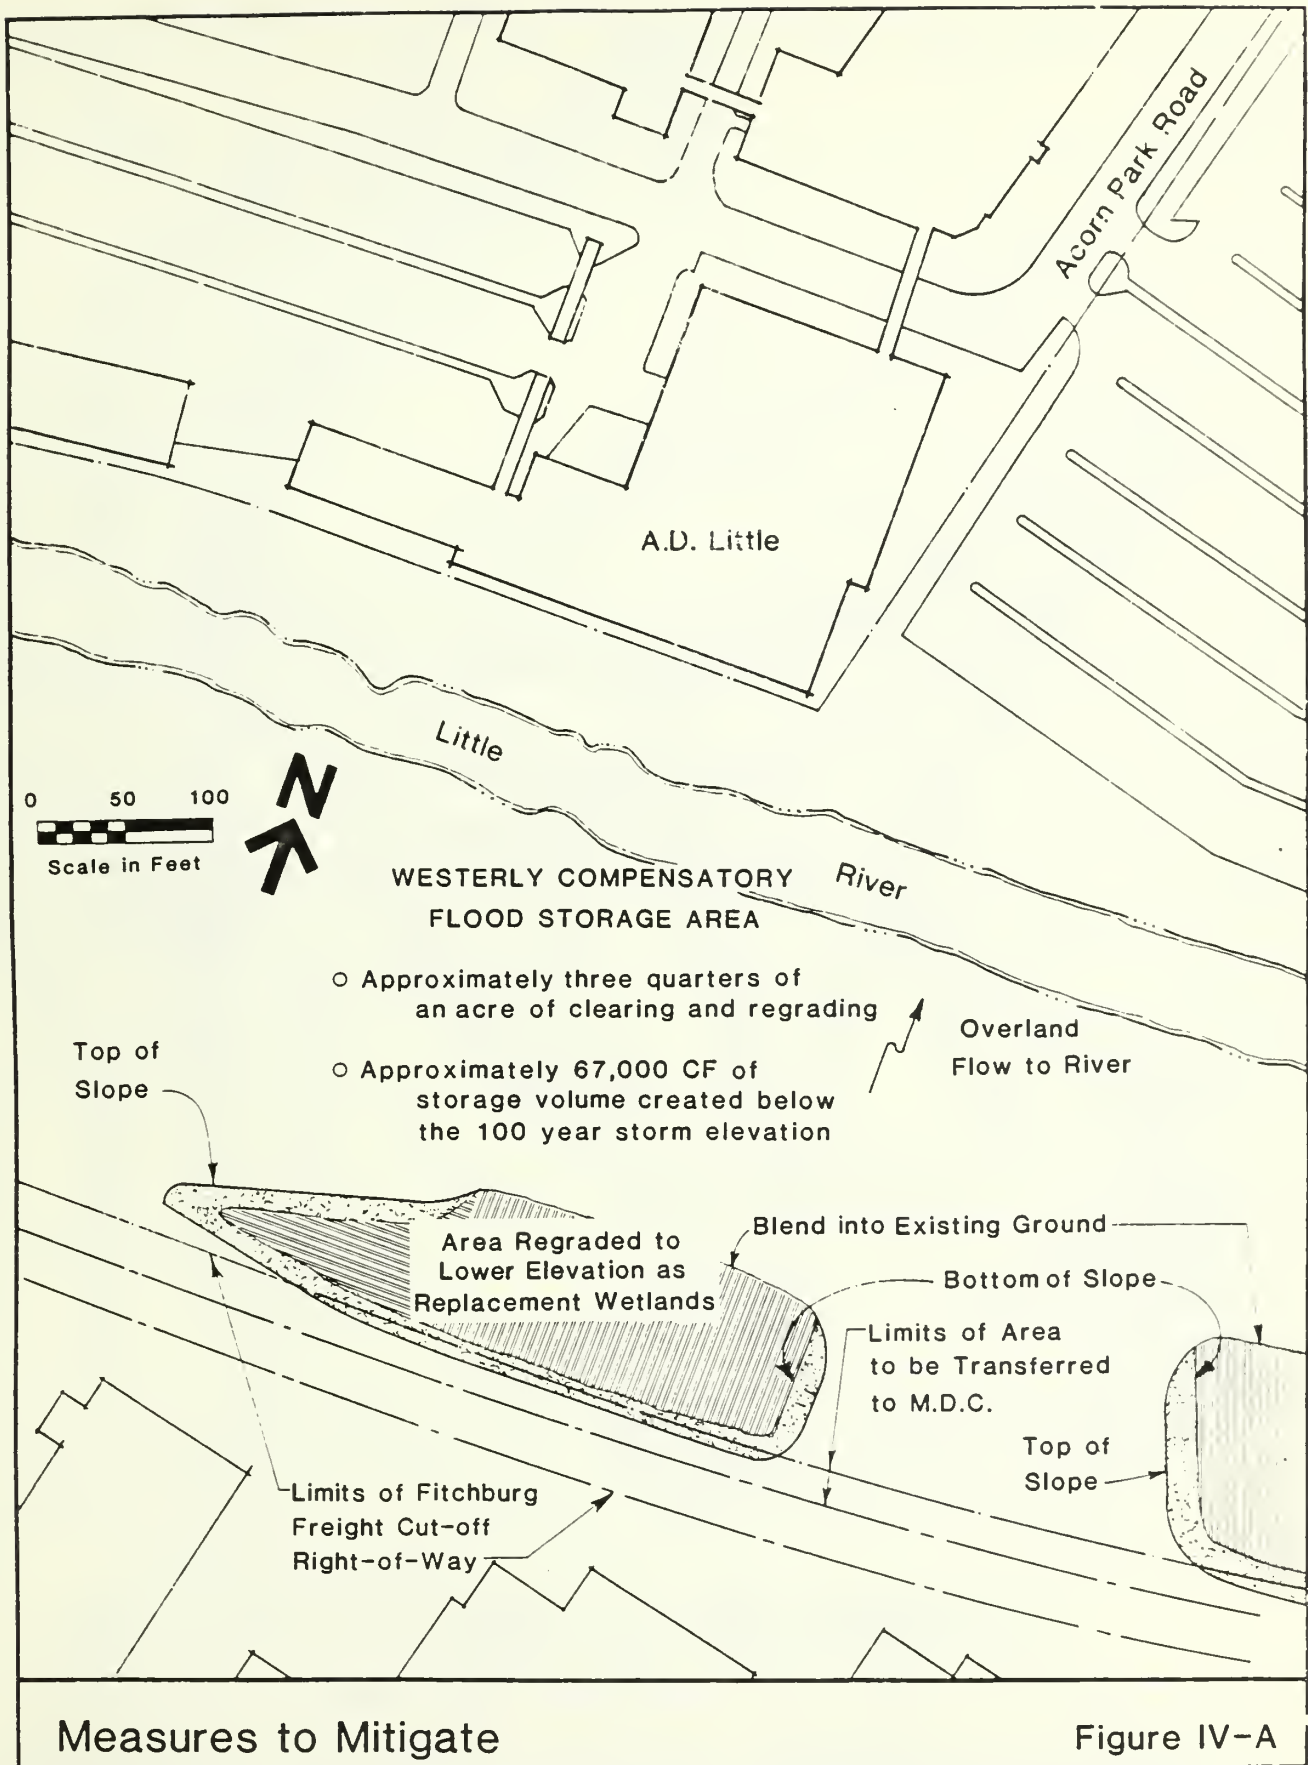 Acorn Park Road
A.D. Little
Little
River
N
0 50 100
Scale in Feet
WESTERLY COMPENSATORY
FLOOD STORAGE AREA
○ Approximately three quarters of
an acre of clearing and regrading
○ Approximately 67,000 CF of
storage volume created below
the 100 year storm elevation
Overland
Flow to River
Top of
Slope
Area Regraded to
Lower Elevation as
Replacement Wetlands
Blend into Existing Ground
Bottom of Slope
Limits of Area
to be Transferred
to M.D.C.
Top of
Slope
Limits of Fitchburg
Freight Cut-off
Right-of-Way
Measures to Mitigate
Figure IV-A